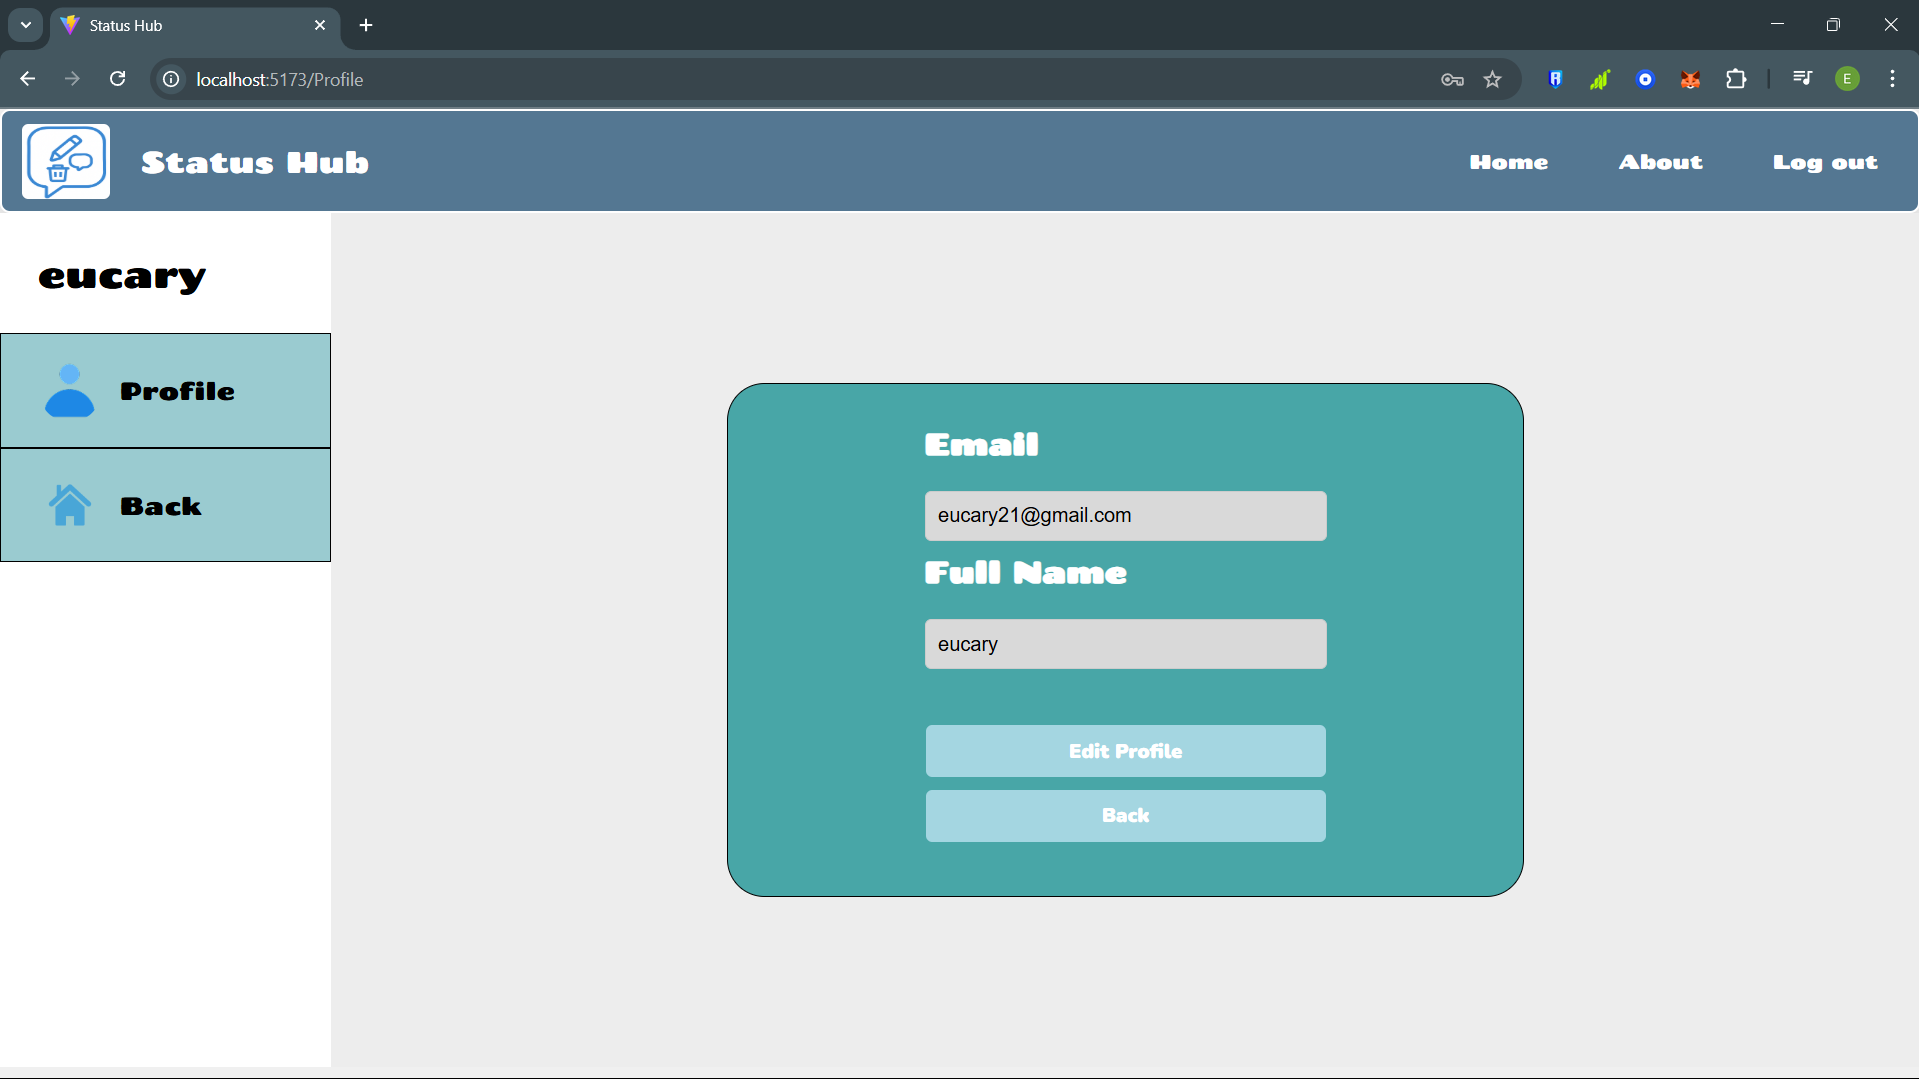 Status Hub
localhost:5173/Profile
E
Status Hub
Home
About
Log out
eucary
Profile
Back
Email
eucary21@gmail.com
Full Name
eucary
Edit Profile
Back